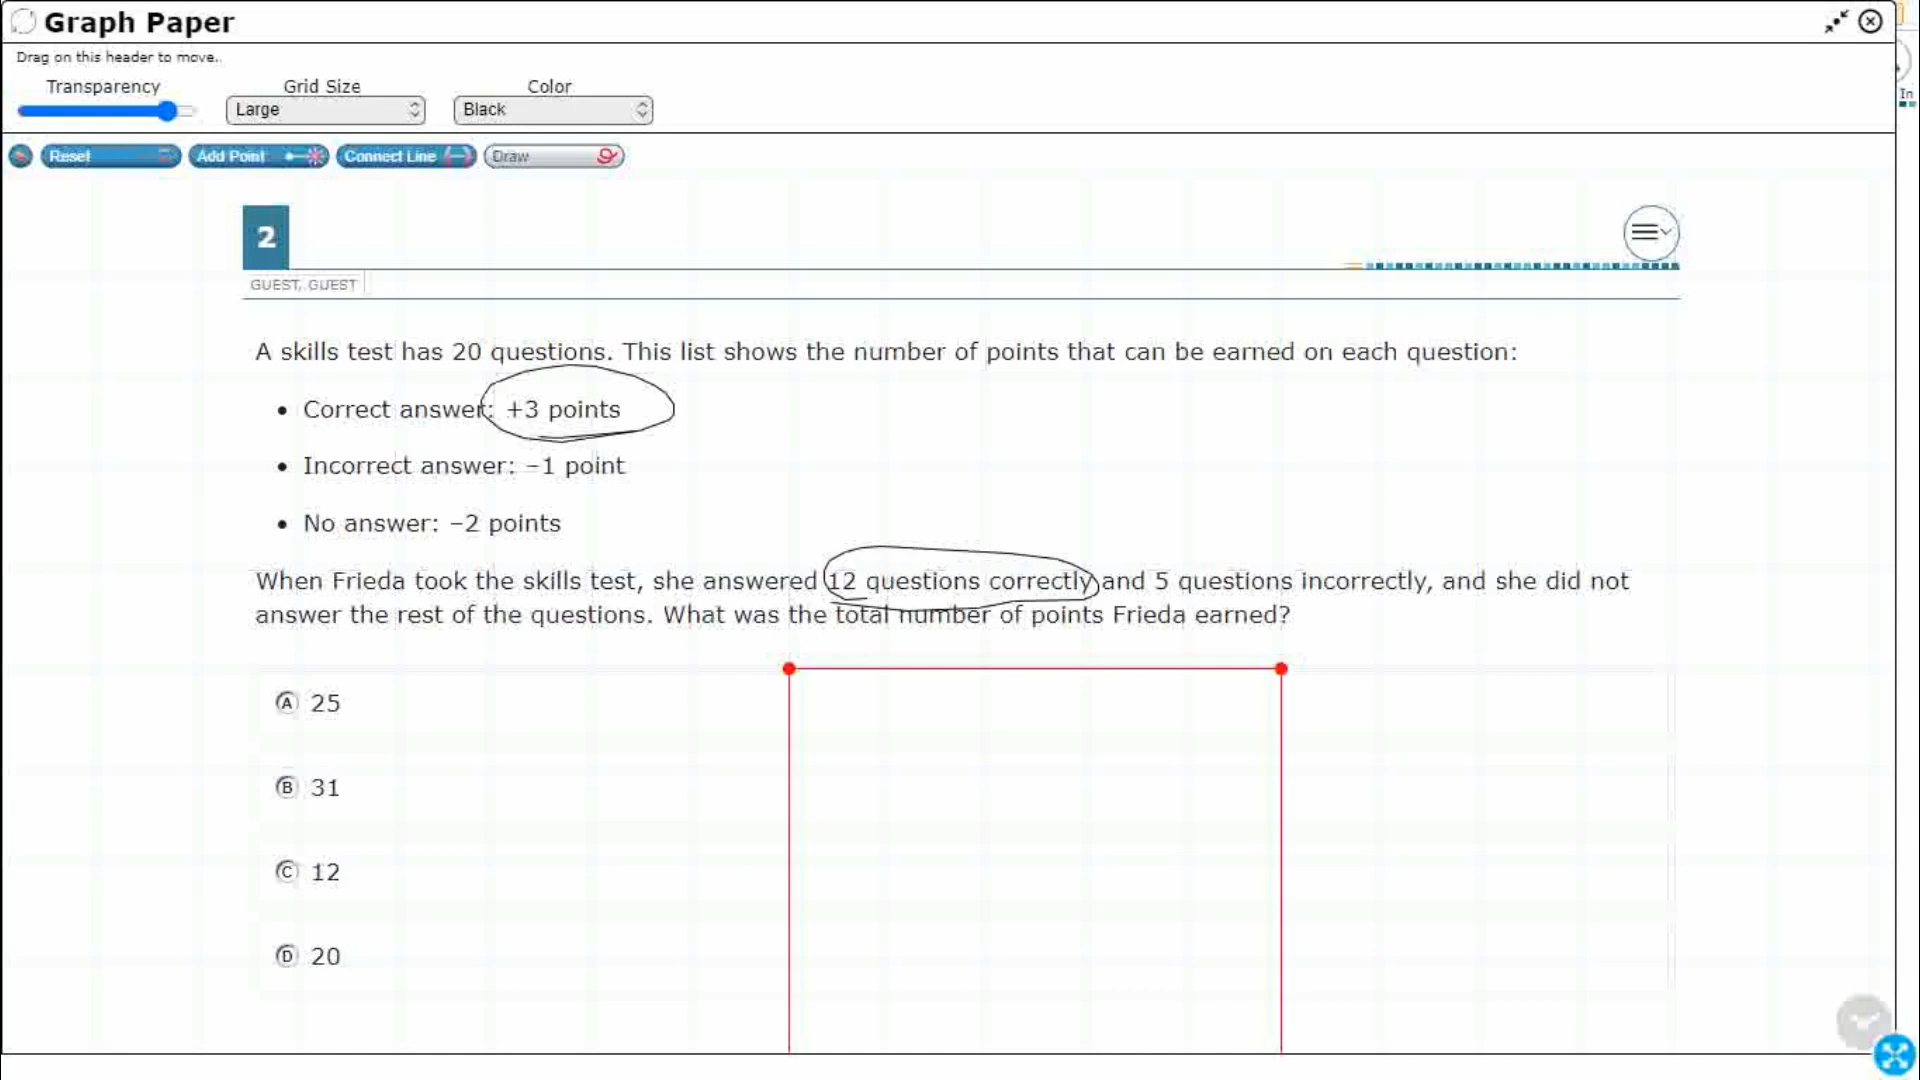 Graph Paper
Drag on this header to move..
Transparency
Grid Size
Color
Large
Black
Reset
Add Point
Connect Line
Draw
In
2
GUEST, GUEST
A skills test has 20 questions. This list shows the number of points that can be earned on each question:
• Correct answer: +3 points
• Incorrect answer: −1 point
• No answer: −2 points
When Frieda took the skills test, she answered 12 questions correctly and 5 questions incorrectly, and she did not
answer the rest of the questions. What was the total number of points Frieda earned?
A 25
B 31
C 12
D 20